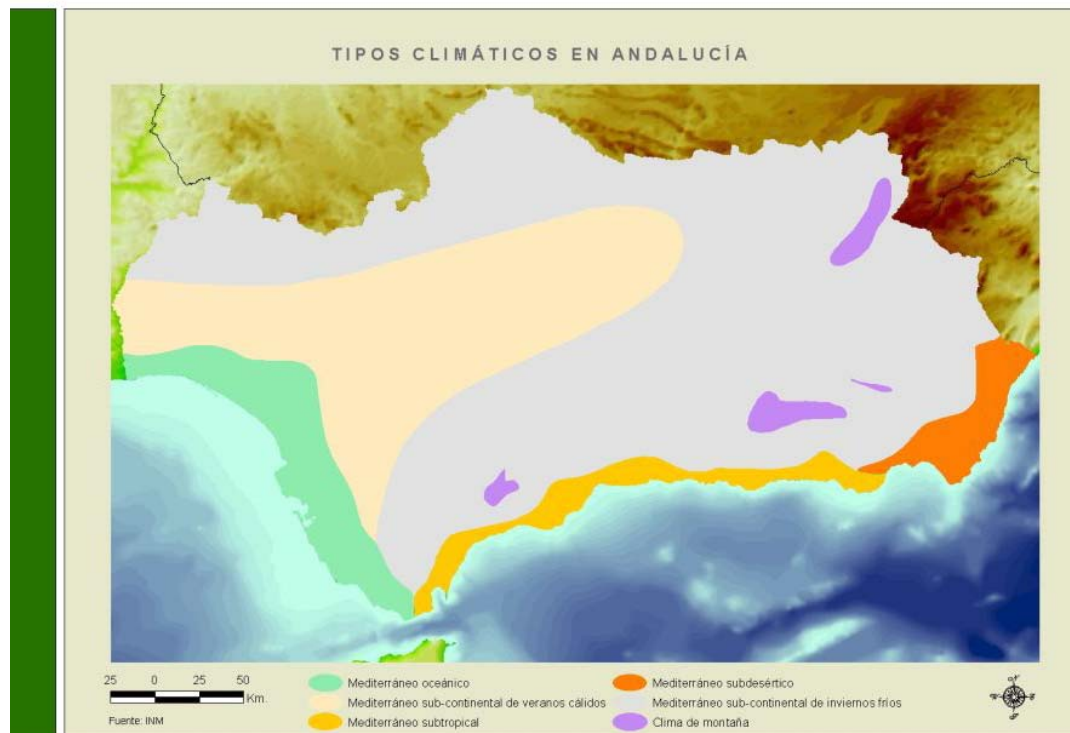 TIPOS CLIMÁTICOS EN ANDALUCÍA
25 0 25 50
Km.
Fuente: INM
Mediterráneo oceánico
Mediterráneo sub-continental de veranos cálidos
Mediterráneo subtropical
Mediterráneo subdesértico
Mediterráneo sub-continental de inviernos fríos
Clima de montaña